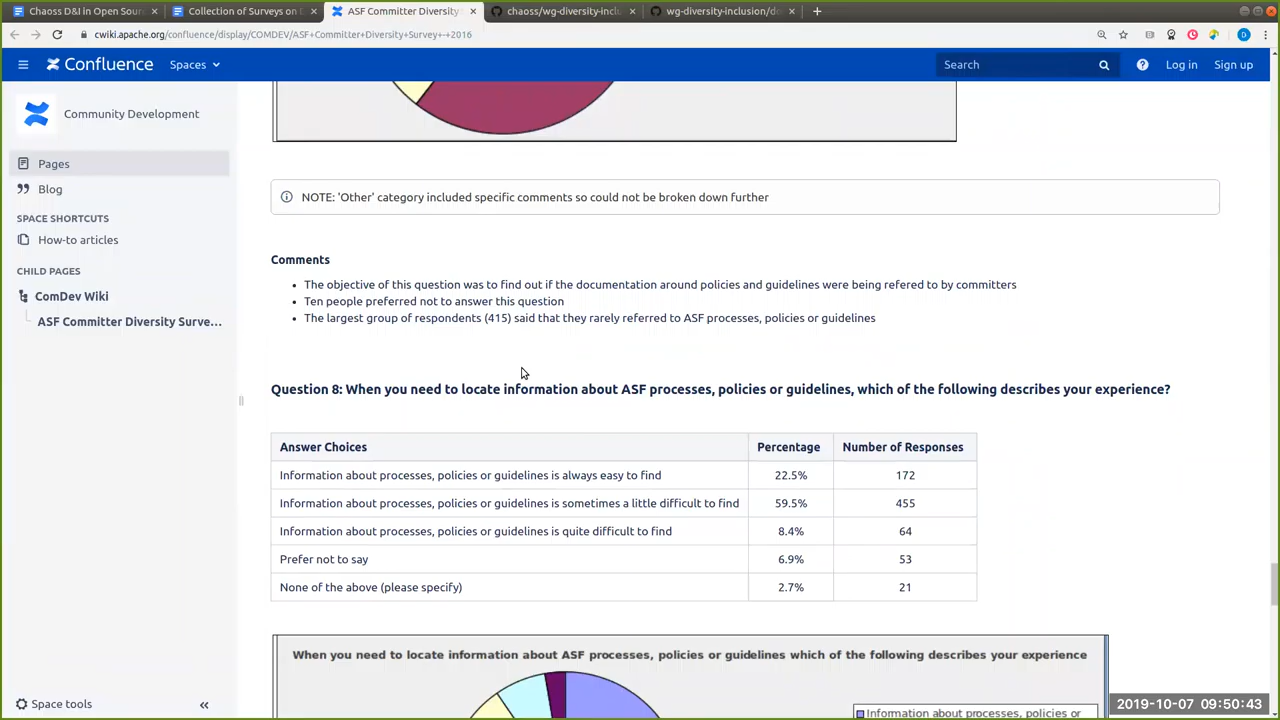 Chaoss D&I in Open Sour
Collection of Surveys on D
ASF Committer Diversity
chaoss/wg-diversity-inclu
wg-diversity-inclusion/do
cwiki.apache.org/confluence/display/COMDEV/ASF+Committer+Diversity+Survey+-+2016
Confluence
Spaces
Search
Log in
Sign up
Community Development
Pages
Blog
SPACE SHORTCUTS
How-to articles
CHILD PAGES
ComDev Wiki
ASF Committer Diversity Surve...
Space tools
NOTE: 'Other' category included specific comments so could not be broken down further
Comments
• The objective of this question was to find out if the documentation around policies and guidelines were being refered to by committers
• Ten people preferred not to answer this question
• The largest group of respondents (415) said that they rarely referred to ASF processes, policies or guidelines
Question 8: When you need to locate information about ASF processes, policies or guidelines, which of the following describes your experience?
Answer Choices Percentage Number of Responses
Information about processes, policies or guidelines is always easy to find 22.5% 172
Information about processes, policies or guidelines is sometimes a little difficult to find 59.5% 455
Information about processes, policies or guidelines is quite difficult to find 8.4% 64
Prefer not to say 6.9% 53
None of the above (please specify) 2.7% 21
When you need to locate information about ASF processes, policies or guidelines which of the following describes your experience
Information about processes, policies or
2019-10-07 09:50:43